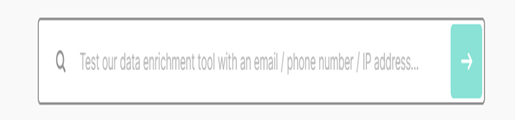 Test our data enrichment tool with an email / phone number / IP address...